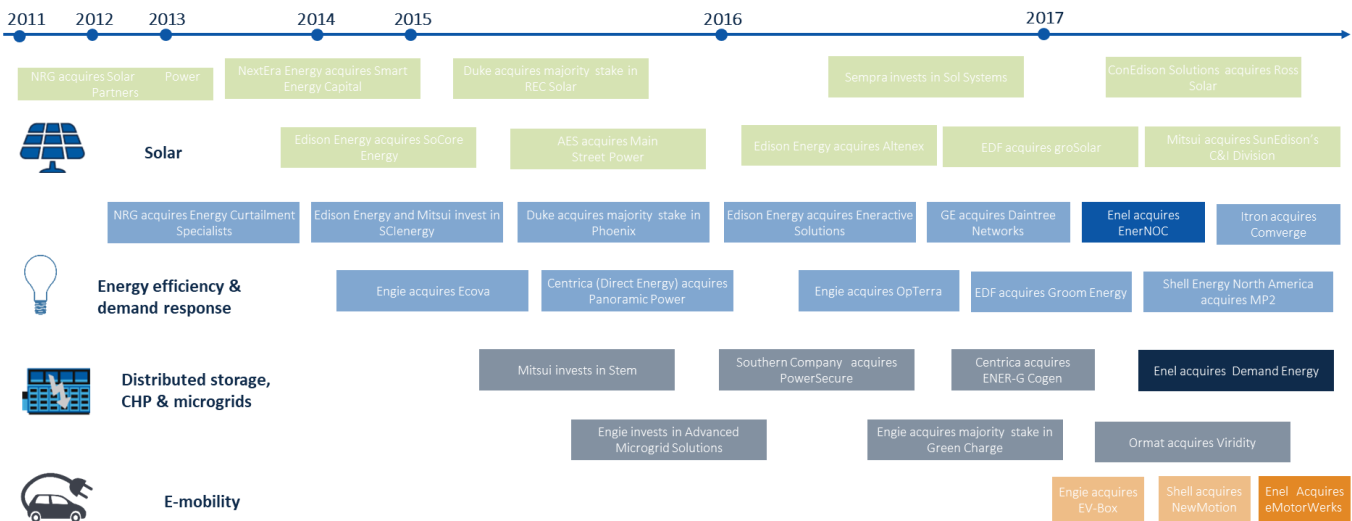 2011 2012 2013 2014 2015 2016 2017
NRG acquires Solar Power
Partners
NextEra Energy acquires Smart
Energy Capital
Duke acquires majority stake in
REC Solar
Sempra invests in Sol Systems
ConEdison Solutions acquires Ross
Solar
Solar
Edison Energy acquires SoCore
Energy
AES acquires Main
Street Power
Edison Energy acquires Altenex
EDF acquires groSolar
Mitsui acquires SunEdison's
C&I Division
NRG acquires Energy Curtailment
Specialists
Edison Energy and Mitsui invest in
SCIenergy
Duke acquires majority stake in
Phoenix
Edison Energy acquires Eneractive
Solutions
GE acquires Daintree
Networks
Enel acquires
EnerNOC
Itron acquires
Comverge
Energy efficiency &
demand response
Engie acquires Ecova
Centrica (Direct Energy) acquires
Panoramic Power
Engie acquires OpTerra
EDF acquires Groom Energy
Shell Energy North America
acquires MP2
Distributed storage,
CHP & microgrids
Mitsui invests in Stem
Southern Company acquires
PowerSecure
Centrica acquires
ENER-G Cogen
Enel acquires Demand Energy
Engie invests in Advanced
Microgrid Solutions
Engie acquires majority stake in
Green Charge
Ormat acquires Viridity
E-mobility
Engie acquires
EV-Box
Shell acquires
NewMotion
Enel Acquires
eMotorWerks